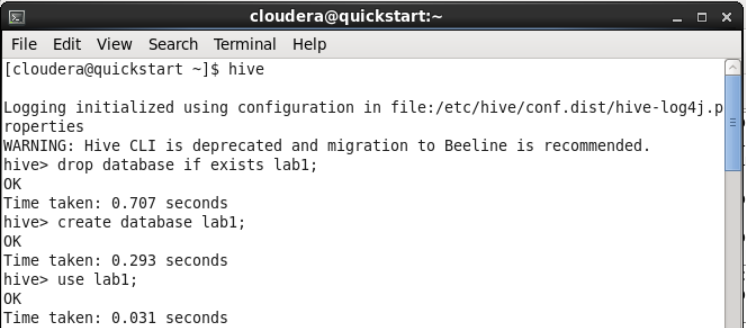 cloudera@quickstart:~
File Edit View Search Terminal Help
[cloudera@quickstart ~]$ hive
Logging initialized using configuration in file:/etc/hive/conf.dist/hive-log4j.p
roperties
WARNING: Hive CLI is deprecated and migration to Beeline is recommended.
hive> drop database if exists lab1;
OK
Time taken: 0.707 seconds
hive> create database lab1;
OK
Time taken: 0.293 seconds
hive> use lab1;
OK
Time taken: 0.031 seconds